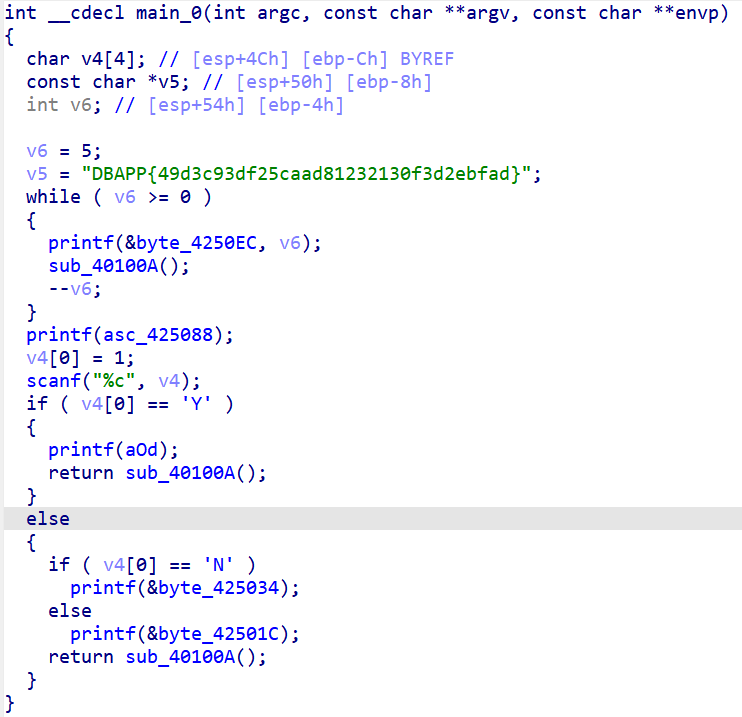 int __cdecl main_0(int argc, const char **argv, const char **envp)
{
  char v4[4]; // [esp+4Ch] [ebp-Ch] BYREF
  const char *v5; // [esp+50h] [ebp-8h]
  int v6; // [esp+54h] [ebp-4h]

  v6 = 5;
  v5 = "DBAPP{49d3c93df25caad81232130f3d2ebfad}";
  while ( v6 >= 0 )
  {
    printf(&byte_4250EC, v6);
    sub_40100A();
    --v6;
  }
  printf(asc_425088);
  v4[0] = 1;
  scanf("%c", v4);
  if ( v4[0] == 'Y' )
  {
    printf(aOd);
    return sub_40100A();
  }
  else
  {
    if ( v4[0] == 'N' )
      printf(&byte_425034);
    else
      printf(&byte_42501C);
    return sub_40100A();
  }
}